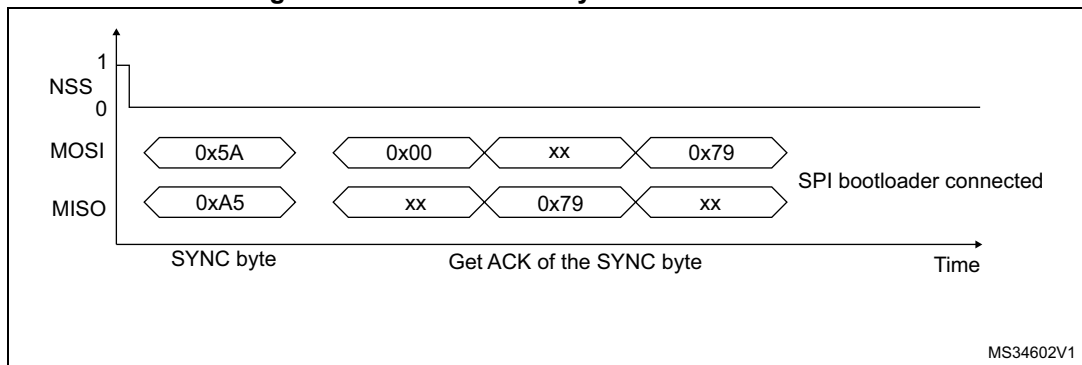 1
NSS
0
MOSI 0x5A 0x00 xx 0x79
SPI bootloader connected
MISO 0xA5 xx 0x79 xx
SYNC byte Get ACK of the SYNC byte Time
MS34602V1